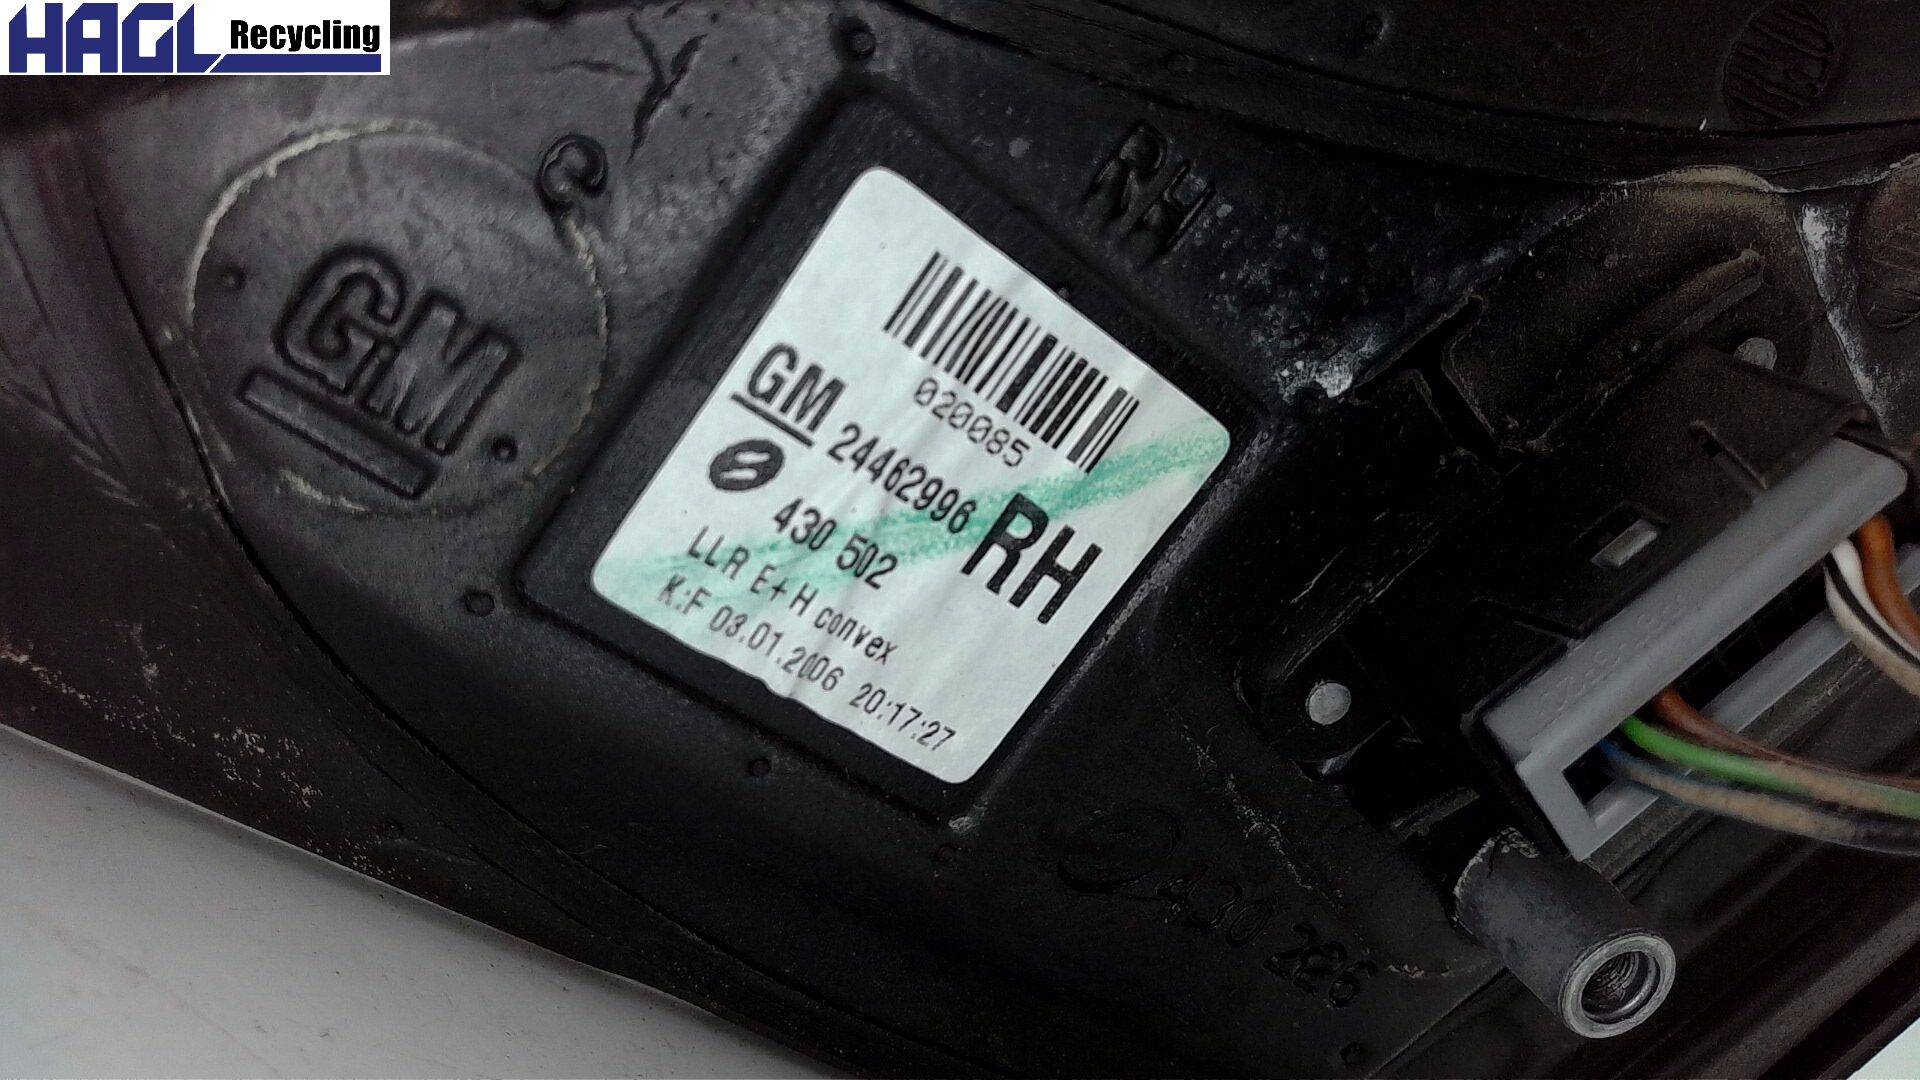 HAGL Recycling
RH
GM
020085
GM 24462996
430 502 RH
LLR E+H convex
K:F 03.01.2006 20:17:27
430 226